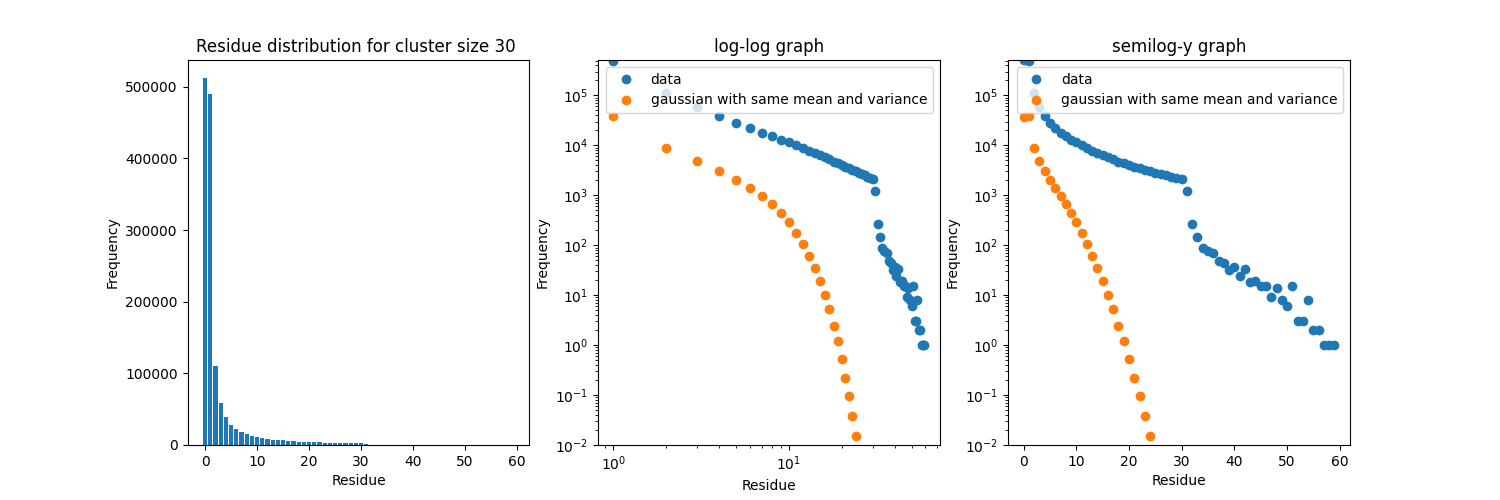 Residue distribution for cluster size 30
500000
400000
300000
200000
100000
0
Frequency
0 10 20 30 40 50 60
Residue
log-log graph
data
gaussian with same mean and variance
10^5
10^4
10^3
10^2
10^1
10^0
10^-1
10^-2
Frequency
10^0 10^1
Residue
semilog-y graph
data
gaussian with same mean and variance
10^5
10^4
10^3
10^2
10^1
10^0
10^-1
10^-2
Frequency
0 10 20 30 40 50 60
Residue